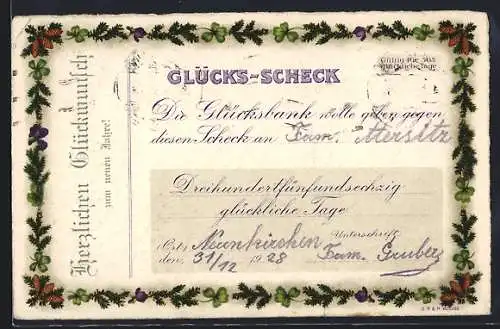 Herzlichen Glückwunsch
zum neuen Jahre!
GLÜCKS-SCHECK
Gültig für 365
glückliche Tage
Die Glücksbank wolle geben gegen
diesen Scheck an Fam. Mersitz
Dreihundertfünfundsechzig
glückliche Tage
Unterschrift
Ort, Neunkirchen Fam. Gruber
den, 31/12 1928